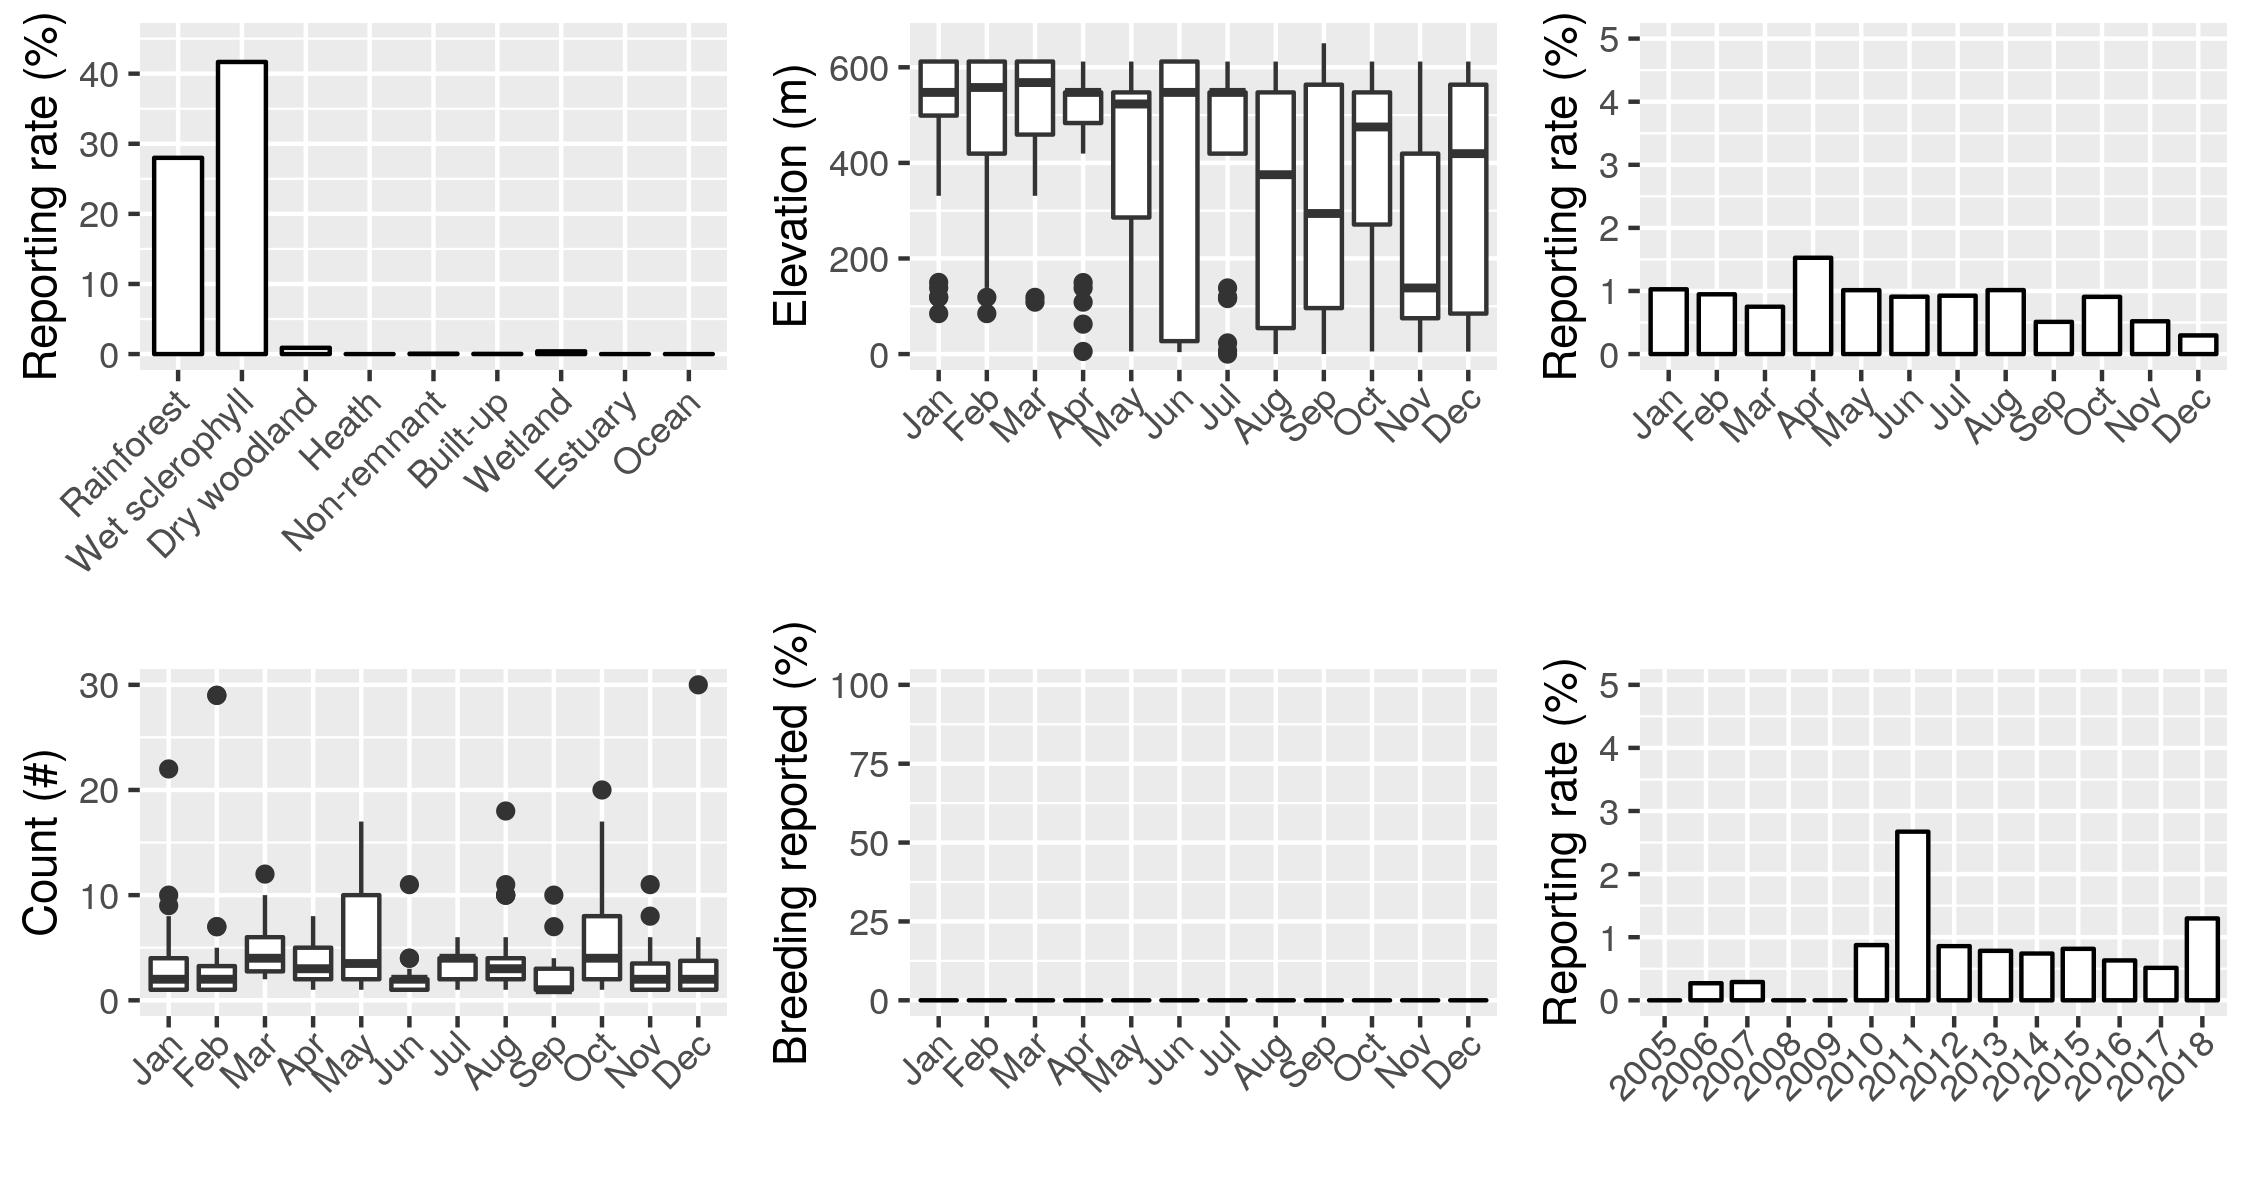 Reporting rate (%)
40
30
20
10
0
Rainforest
Wet sclerophyll
Dry woodland
Heath
Non-remnant
Built-up
Wetland
Estuary
Ocean
Elevation (m)
600
400
200
0
Jan Feb Mar Apr May Jun Jul Aug Sep Oct Nov Dec
Reporting rate (%)
5
4
3
2
1
0
Jan Feb Mar Apr May Jun Jul Aug Sep Oct Nov Dec
Count (#)
30
20
10
0
Jan Feb Mar Apr May Jun Jul Aug Sep Oct Nov Dec
Breeding reported (%)
100
75
50
25
0
Jan Feb Mar Apr May Jun Jul Aug Sep Oct Nov Dec
Reporting rate (%)
5
4
3
2
1
0
2005 2006 2007 2008 2009 2010 2011 2012 2013 2014 2015 2016 2017 2018